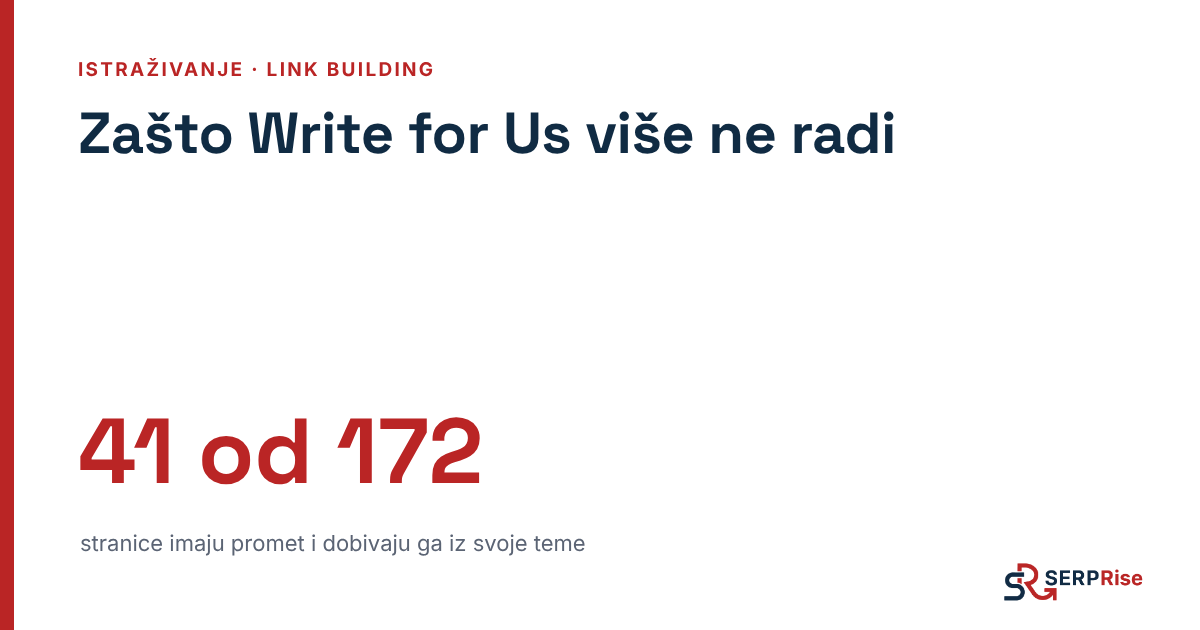 ISTRAŽIVANJE · LINK BUILDING
Zašto Write for Us više ne radi
41 od 172
stranice imaju promet i dobivaju ga iz svoje teme
SR SERPRise